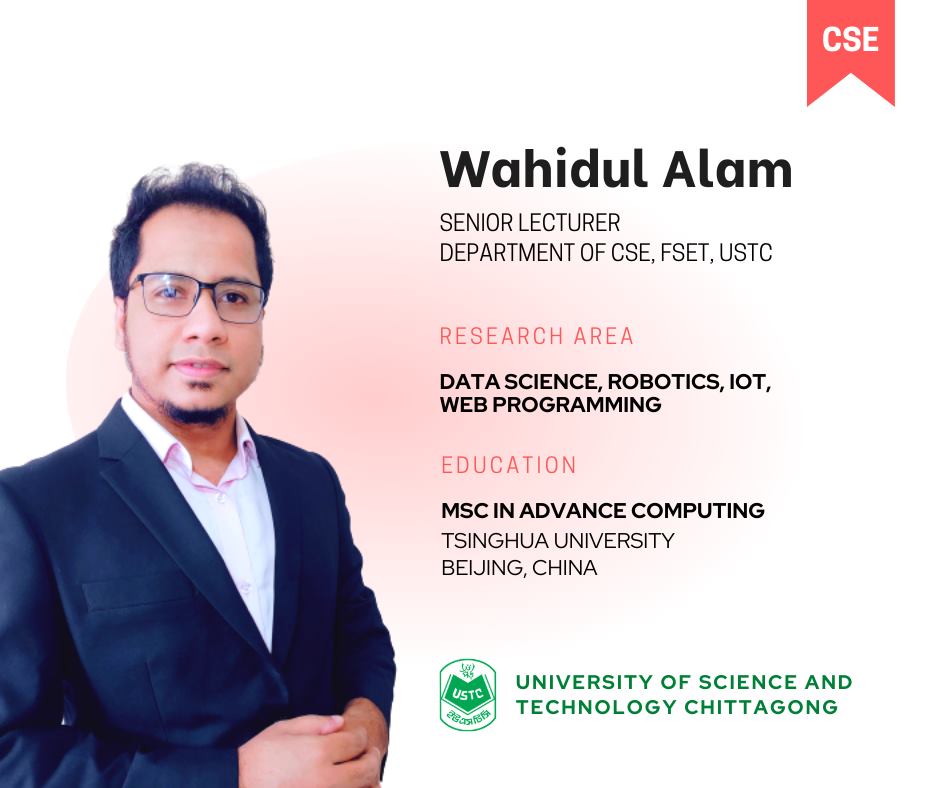 CSE
Wahidul Alam
SENIOR LECTURER
DEPARTMENT OF CSE, FSET, USTC
RESEARCH AREA
DATA SCIENCE, ROBOTICS, IOT,
WEB PROGRAMMING
EDUCATION
MSC IN ADVANCE COMPUTING
TSINGHUA UNIVERSITY
BEIJING, CHINA
USTC
UNIVERSITY OF SCIENCE AND
TECHNOLOGY CHITTAGONG